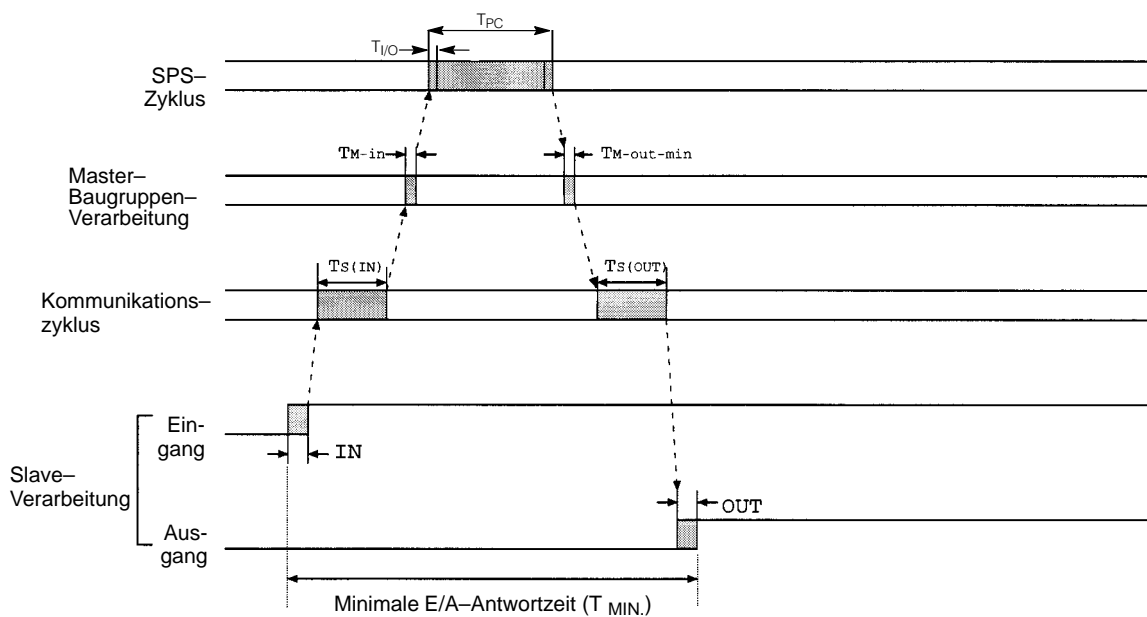 TPC
TI/O
SPS–
Zyklus
TM-in
TM-out-min
Master–
Baugruppen–
Verarbeitung
TS(IN)
TS(OUT)
Kommunikations–
zyklus
Ein-
gang
IN
Slave–
Verarbeitung
OUT
Aus-
gang
Minimale E/A–Antwortzeit (T MIN.)